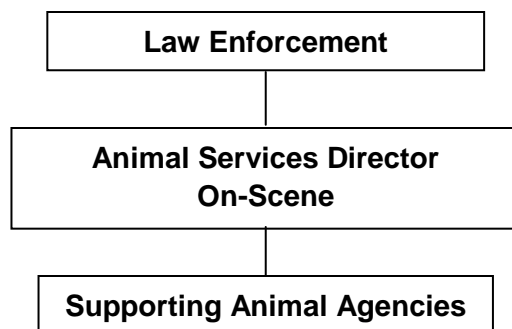 Law Enforcement
Animal Services Director
On-Scene
Supporting Animal Agencies